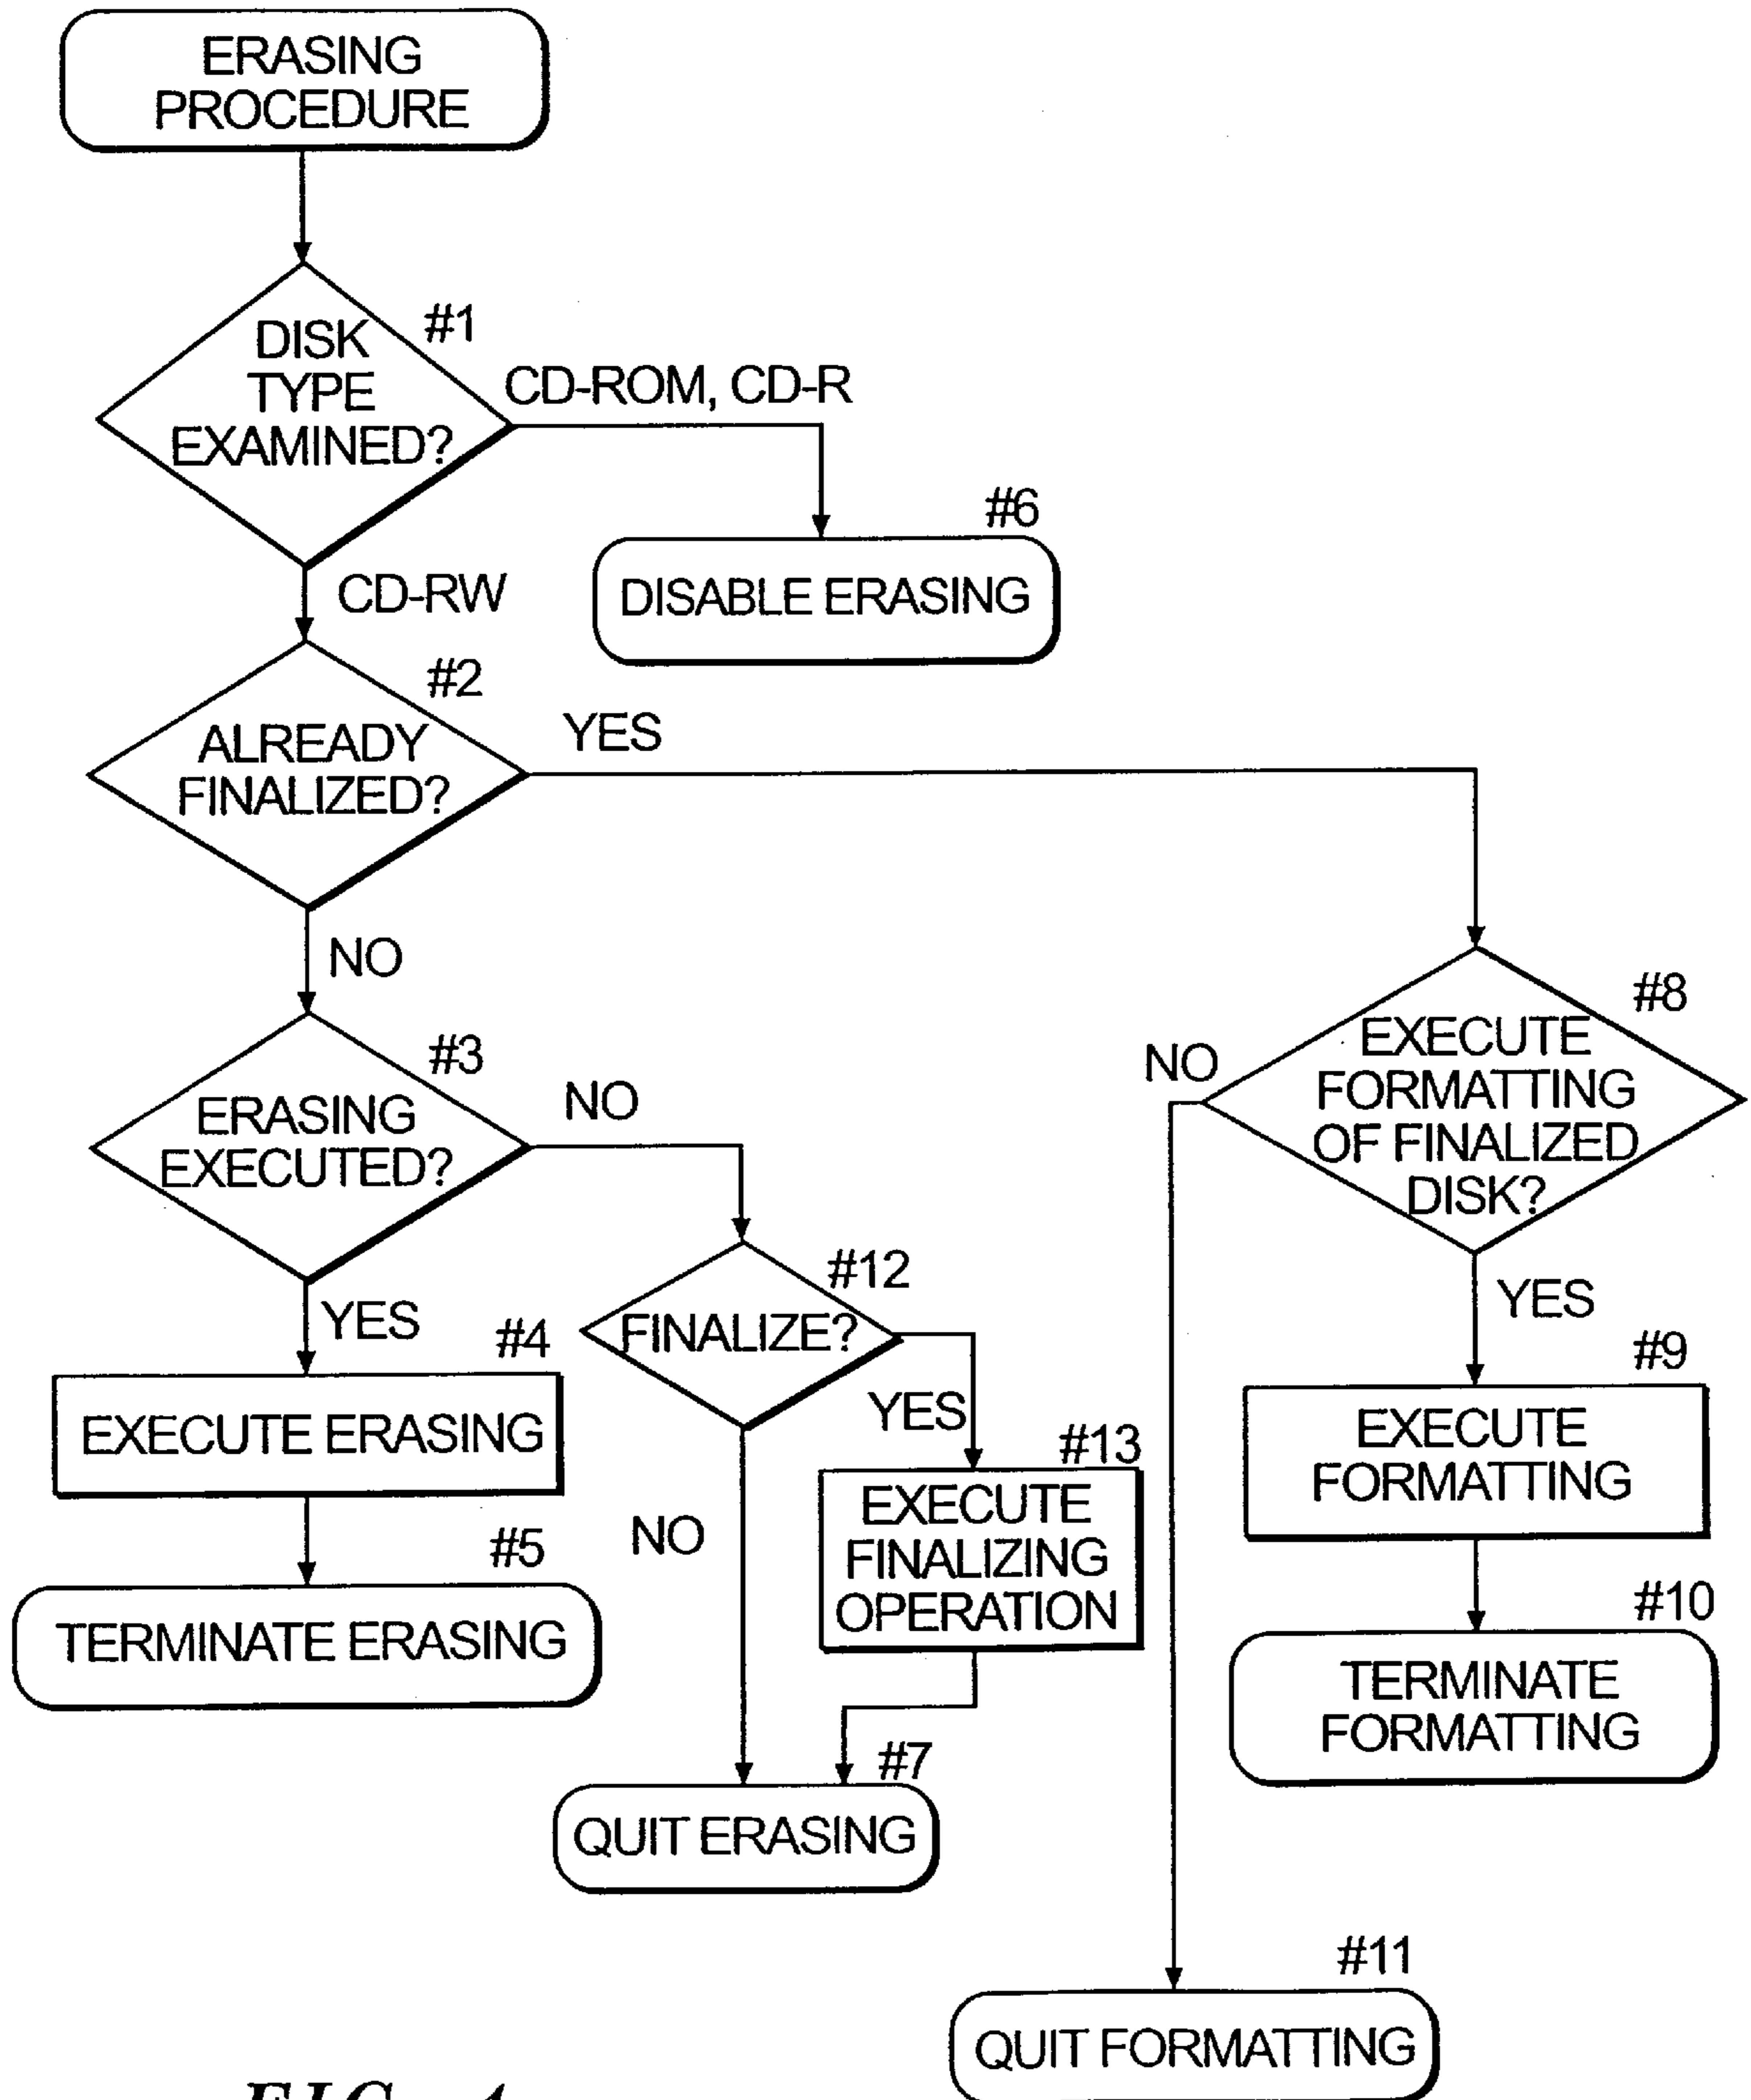 ERASING
PROCEDURE
#1
DISK
TYPE
EXAMINED?
CD-ROM, CD-R
#6
DISABLE ERASING
CD-RW
#2
ALREADY
FINALIZED?
YES
NO
#8
EXECUTE
FORMATTING
OF FINALIZED
DISK?
NO
#3
ERASING
EXECUTED?
NO
YES
#12
FINALIZE?
YES
#9
EXECUTE
FORMATTING
#4
EXECUTE ERASING
YES
#13
EXECUTE
FINALIZING
OPERATION
NO
#5
TERMINATE ERASING
#10
TERMINATE
FORMATTING
#7
QUIT ERASING
#11
QUIT FORMATTING